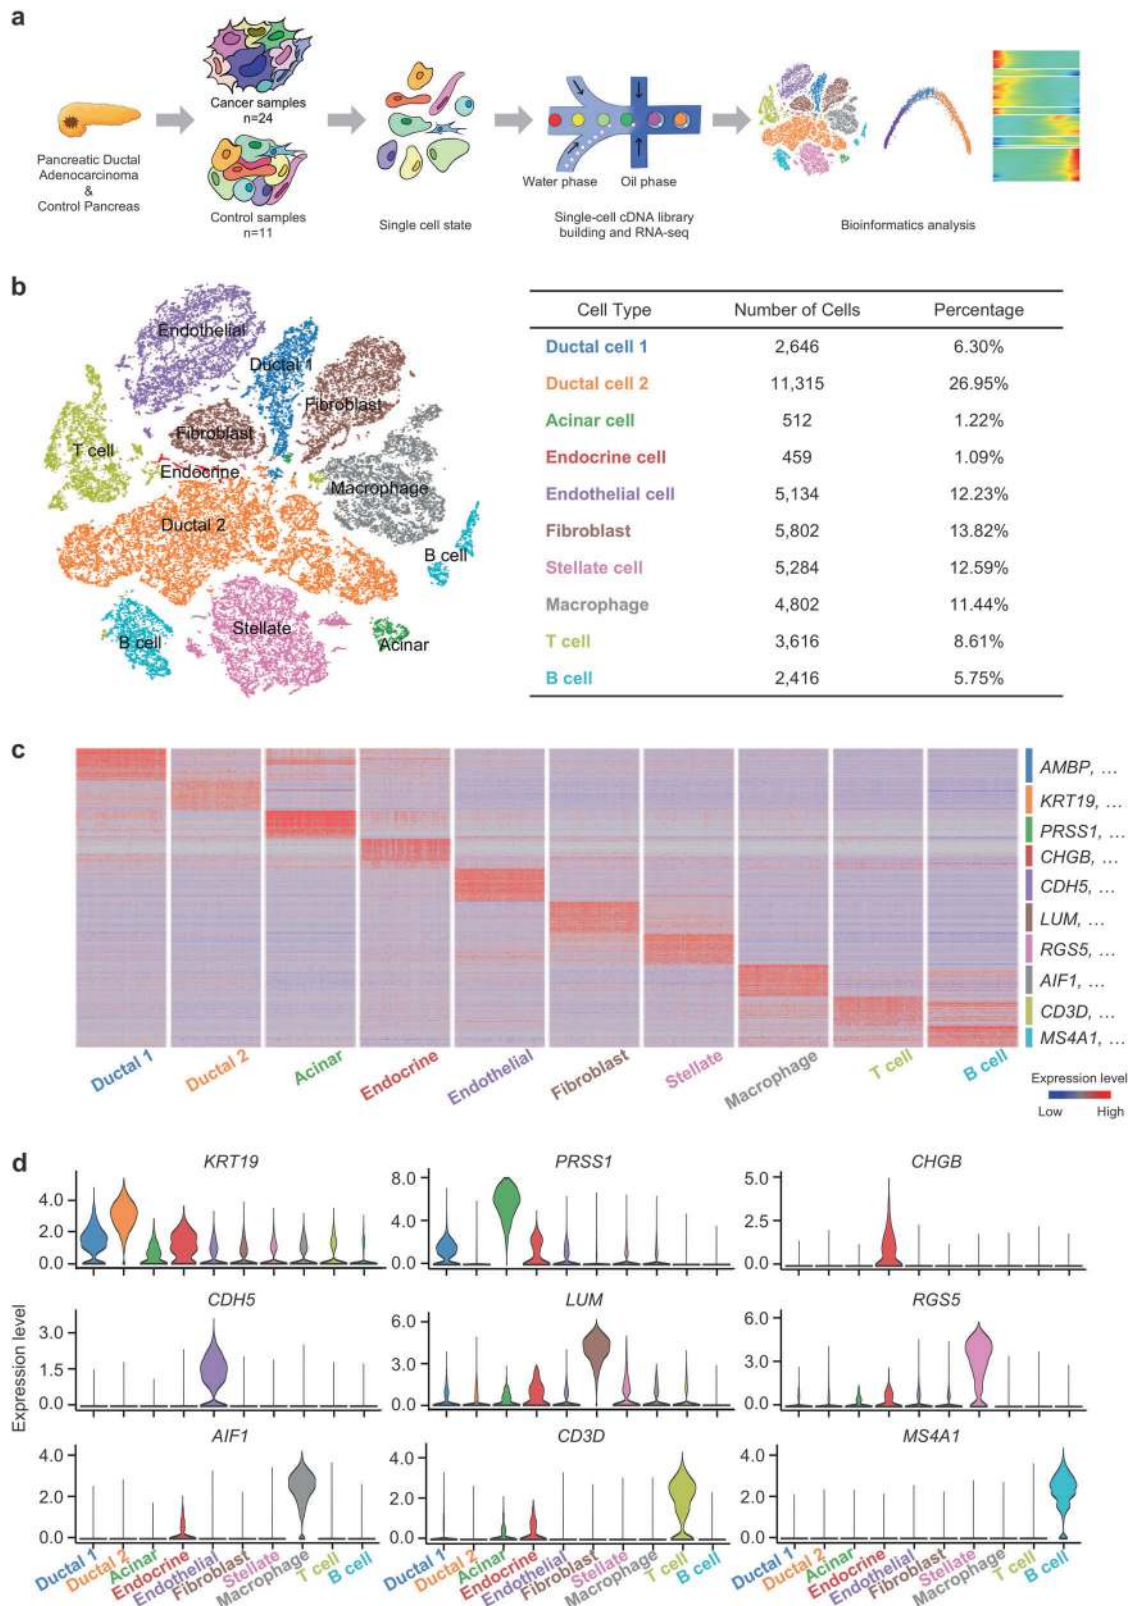 a
Cancer samples
n=24
Control samples
n=11
Pancreatic Ductal
Adenocarcinoma
&
Control Pancreas
Single cell state
Water phase
Oil phase
Single-cell cDNA library
building and RNA-seq
Bioinformatics analysis
b
Endothelial
Ductal 1
Fibroblast
Fibroblast
T cell
Endocrine
Macrophage
Ductal 2
B cell
Stellate
B cell
Acinar
Cell Type Number of Cells Percentage
Ductal cell 1 2,646 6.30%
Ductal cell 2 11,315 26.95%
Acinar cell 512 1.22%
Endocrine cell 459 1.09%
Endothelial cell 5,134 12.23%
Fibroblast 5,802 13.82%
Stellate cell 5,284 12.59%
Macrophage 4,802 11.44%
T cell 3,616 8.61%
B cell 2,416 5.75%
c
AMBP, ...
KRT19, ...
PRSS1, ...
CHGB, ...
CDH5, ...
LUM, ...
RGS5, ...
AIF1, ...
CD3D, ...
MS4A1, ...
Ductal 1 Ductal 2 Acinar Endocrine Endothelial Fibroblast Stellate Macrophage T cell B cell
Expression level
Low High
d
Expression level
KRT19 PRSS1 CHGB
4.0
2.0
0.0
8.0
4.0
0.0
5.0
2.5
0.0
CDH5 LUM RGS5
3.0
1.5
0.0
6.0
3.0
0.0
6.0
3.0
0.0
AIF1 CD3D MS4A1
4.0
2.0
0.0
4.0
2.0
0.0
4.0
2.0
0.0
Ductal 1 Ductal 2 Acinar Endocrine Endothelial Fibroblast Stellate Macrophage T cell B cell
Ductal 1 Ductal 2 Acinar Endocrine Endothelial Fibroblast Stellate Macrophage T cell B cell
Ductal 1 Ductal 2 Acinar Endocrine Endothelial Fibroblast Stellate Macrophage T cell B cell